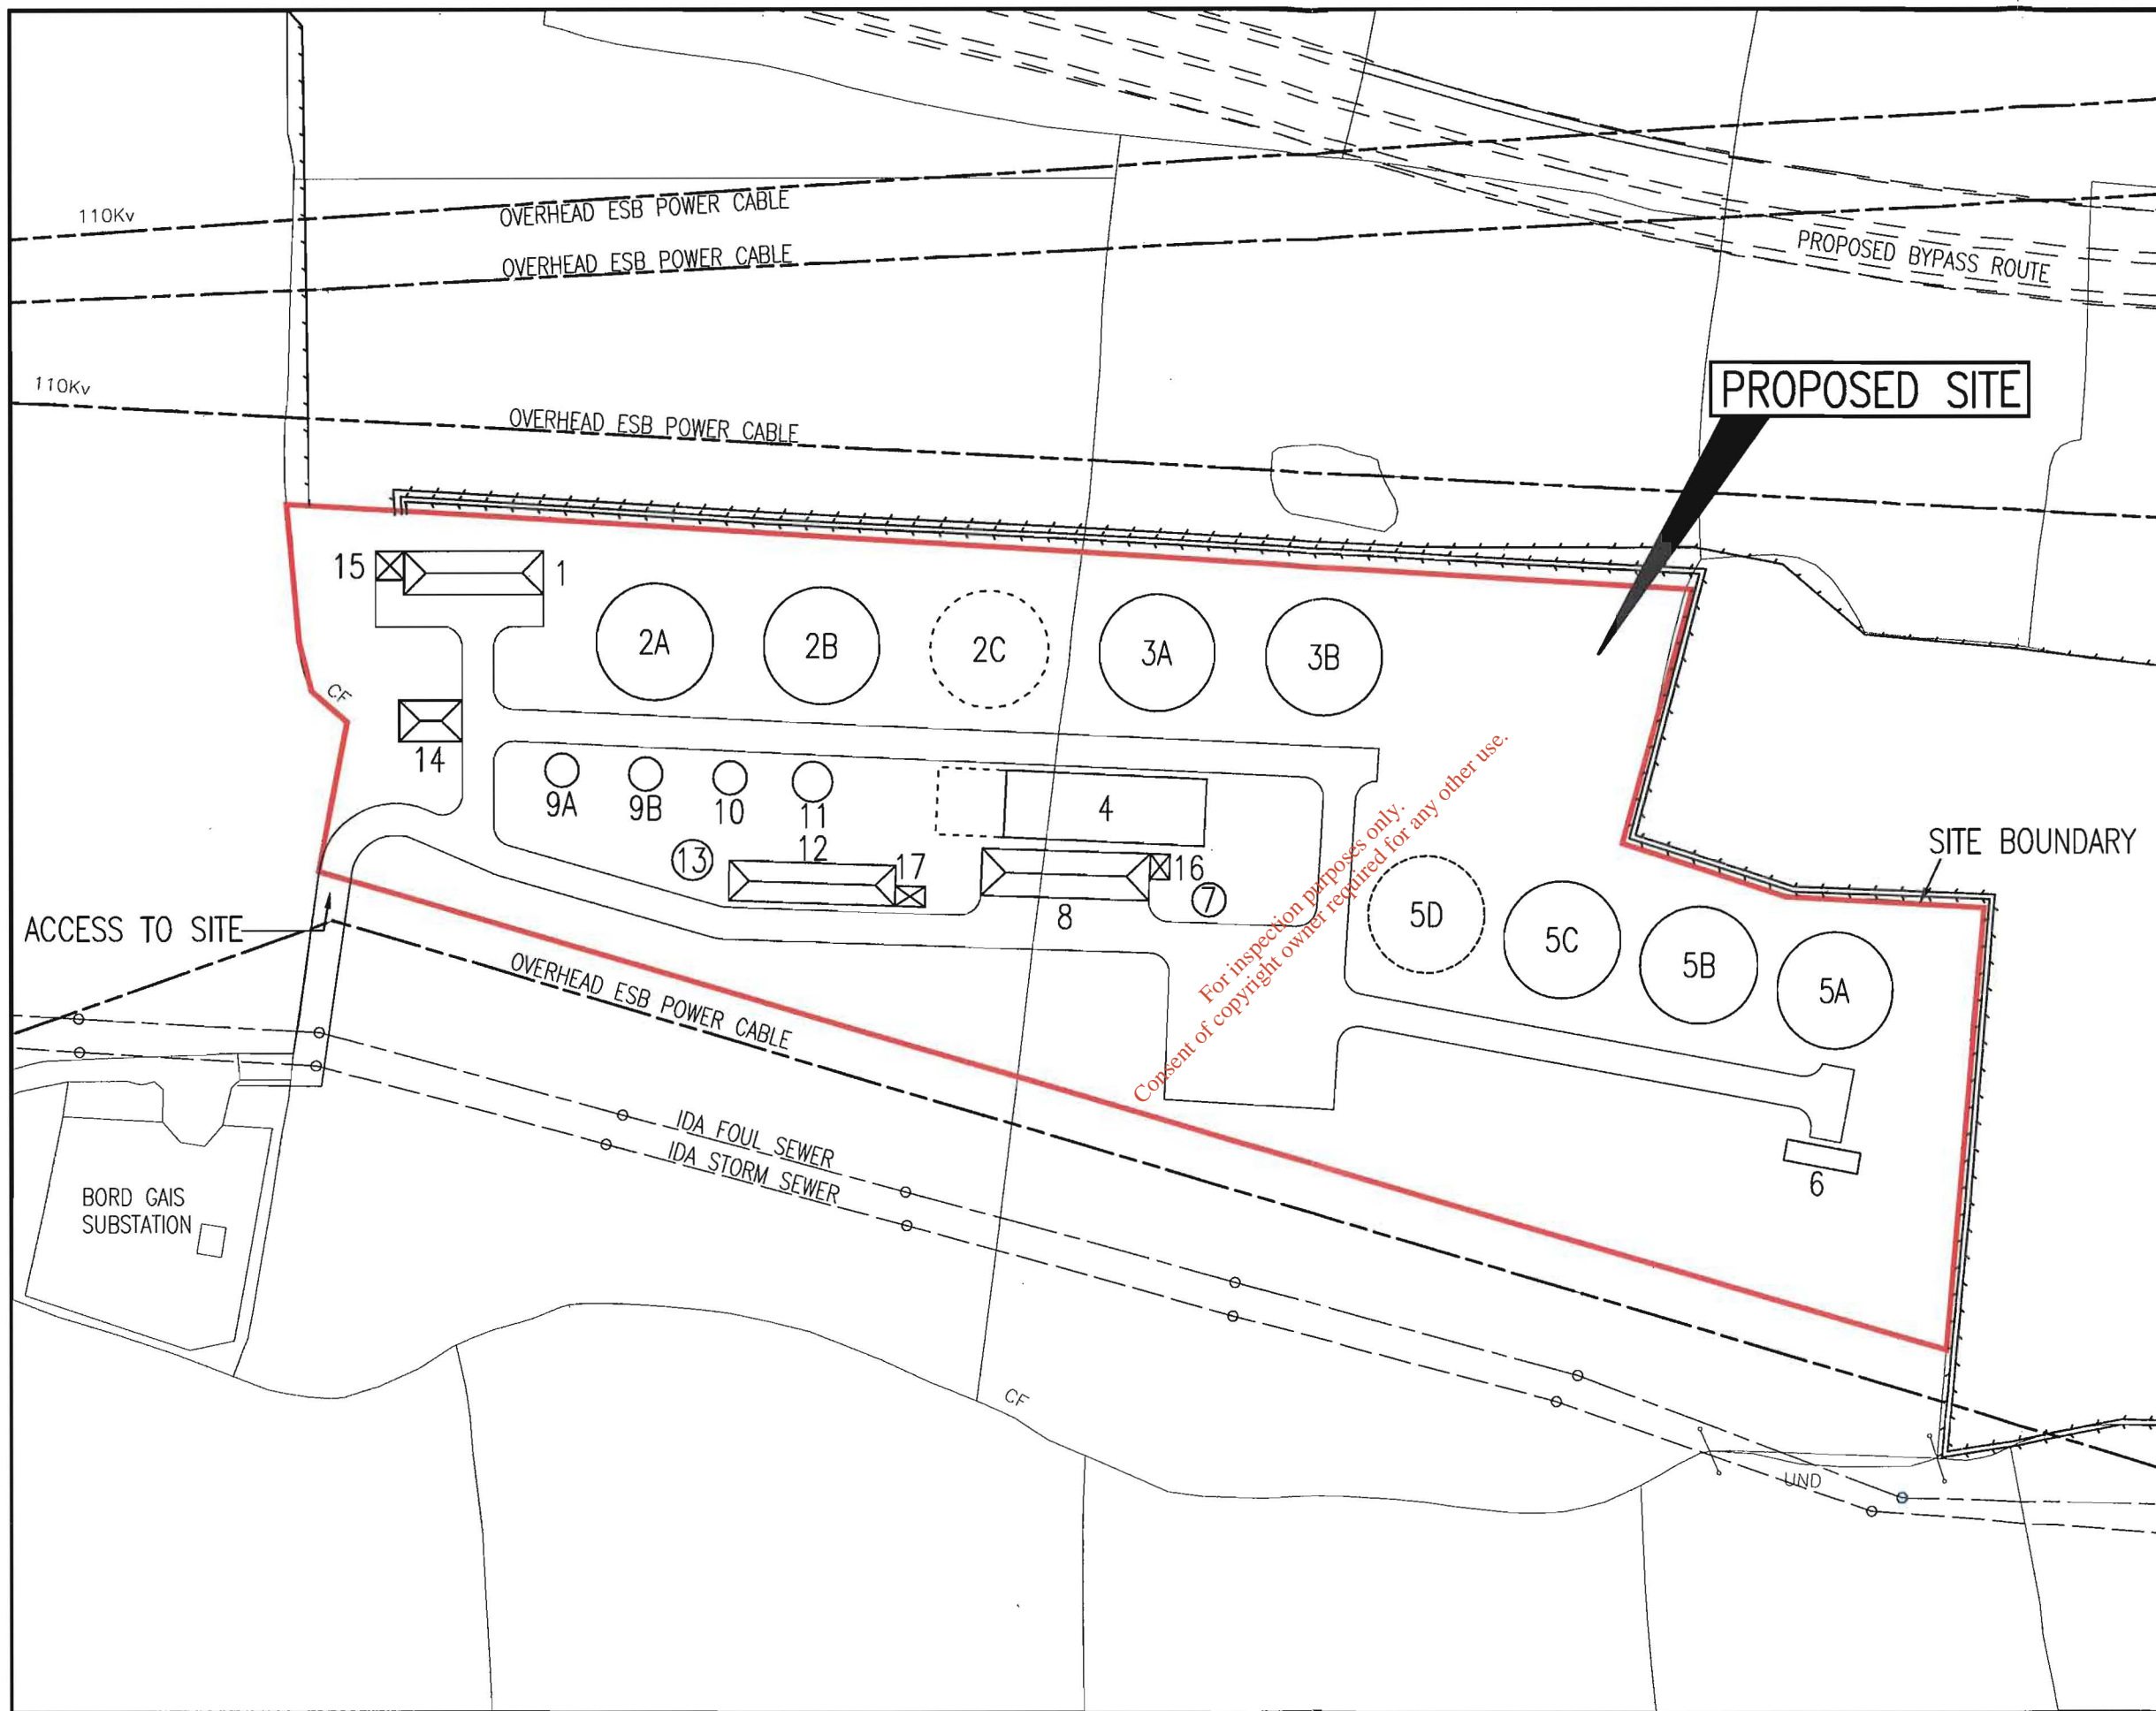 110Kv
OVERHEAD ESB POWER CABLE
OVERHEAD ESB POWER CABLE
PROPOSED BYPASS ROUTE
110Kv
OVERHEAD ESB POWER CABLE
PROPOSED SITE
15
1
2A
2B
2C
3A
3B
CF
14
9A
9B
10
11
4
12
13
17
16
7
8
SITE BOUNDARY
5D
5C
5B
5A
ACCESS TO SITE
OVERHEAD ESB POWER CABLE
For inspection purposes only.
Consent of copyright owner required for any other use.
IDA FOUL SEWER
IDA STORM SEWER
6
BORD GAIS
SUBSTATION
CF
UND